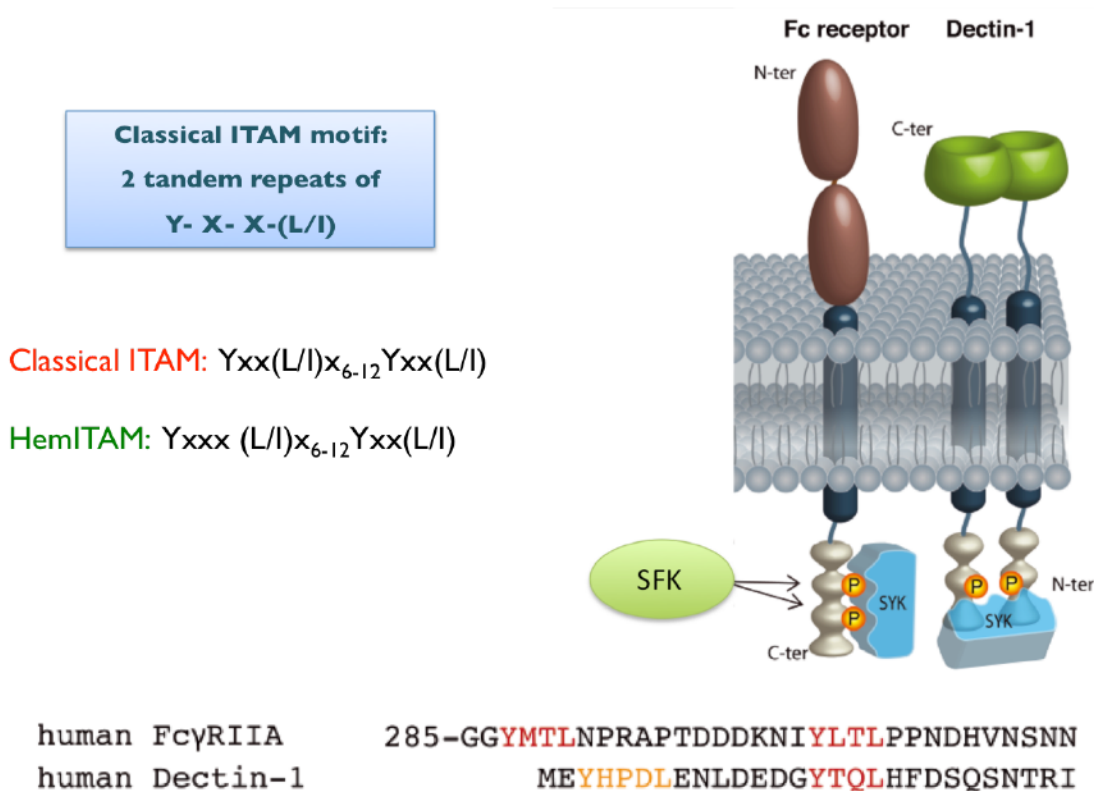 Fc receptor Dectin-1
N-ter
C-ter
Classical ITAM motif:
2 tandem repeats of
Y- X- X-(L/I)
Classical ITAM: Yxx(L/I)x6-12Yxx(L/I)
HemITAM: Yxxx (L/I)x6-12Yxx(L/I)
SFK
P
P
SYK
C-ter
P
P
SYK
N-ter
human FcγRIIA 285-GGYMTLNPRAPTDDDKNIYLTLPPNDHVNSNN
human Dectin-1 MEYHPDLENLDEDGYTQLHFDSQSNTRI